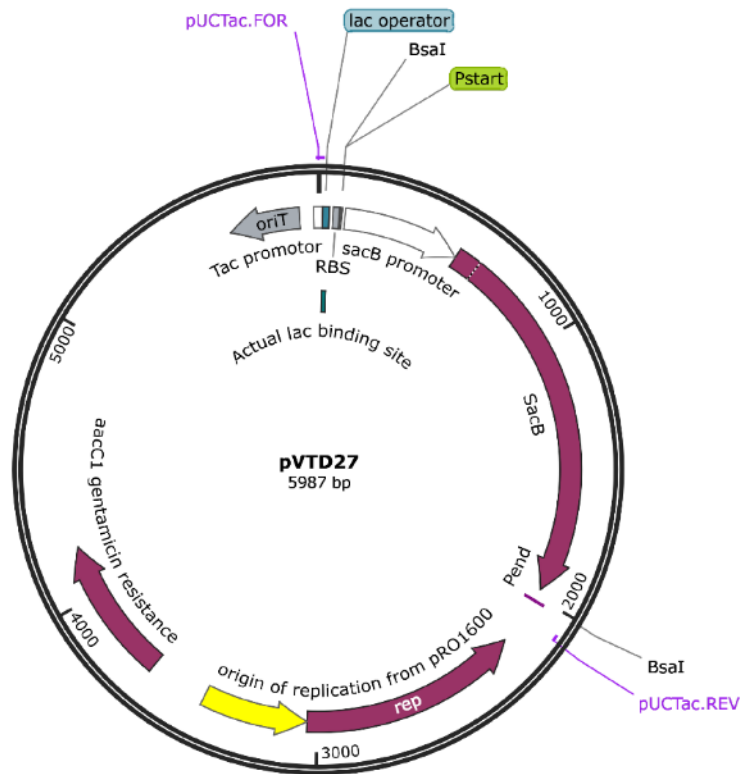 pUCTac.FOR
lac operator
BsaI
Pstart
oriT
Tac promotor
RBS
sacB promoter
Actual lac binding site
1000
5000
SacB
aacC1 gentamicin resistance
pVTD27
5987 bp
Pend
2000
4000
origin of replication from pRO1600
rep
BsaI
pUCTac.REV
3000